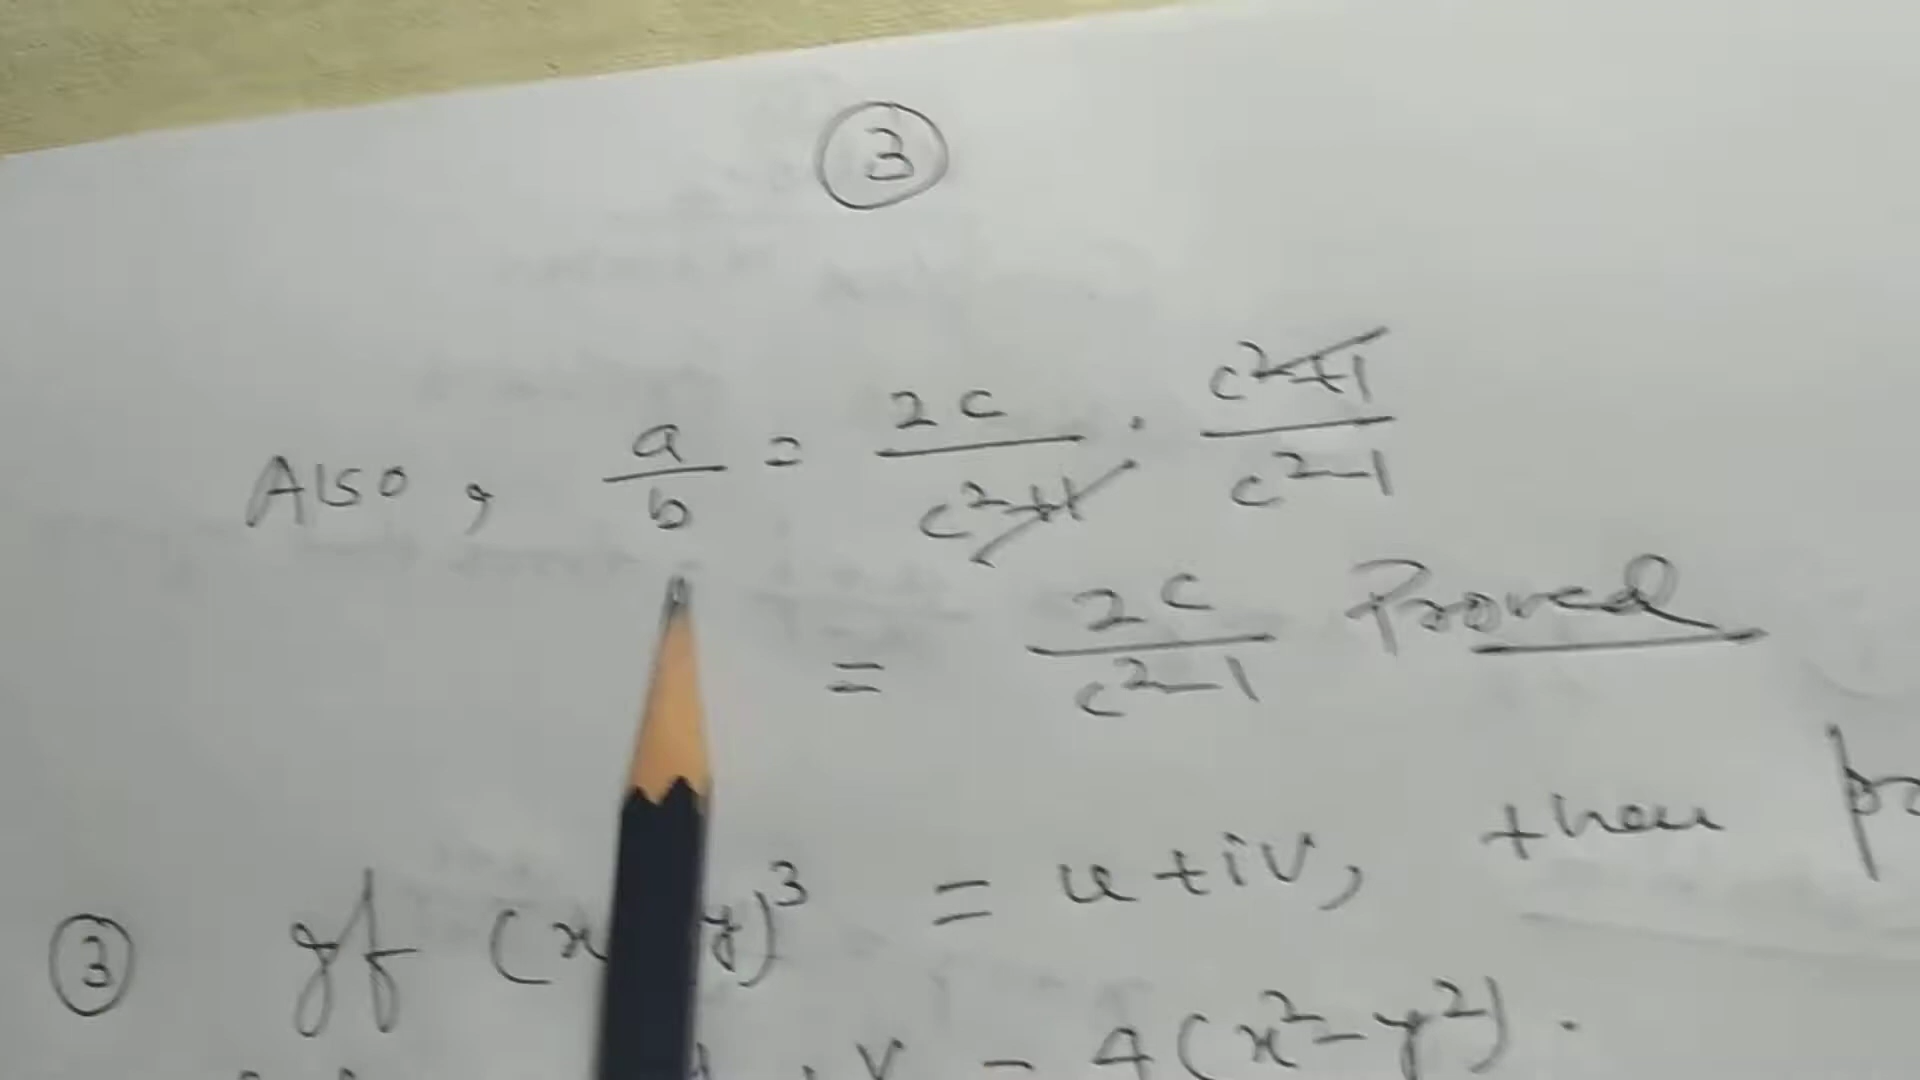 ③
Also, a/b = 2c/(c²+1) · (c²+1)/(c²-1)
= 2c/(c²-1) Proved
③ If (x y)³ = u+iv, then
4(x²-y²).